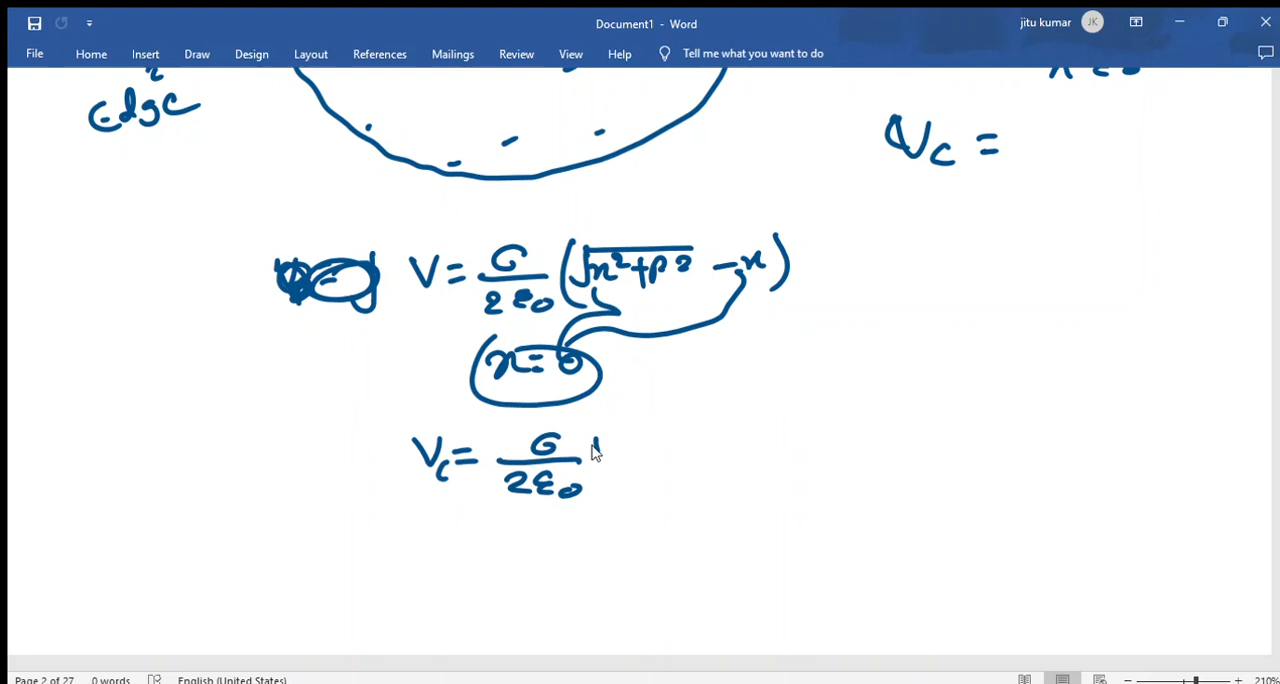 Document1 - Word
jitu kumar JK
File Home Insert Draw Design Layout References Mailings Review View Help Tell me what you want to do
Edge
V_C =
V = σ/2ε₀ (√x²+R² - x)
x = 0
V_C = σ/2ε₀
Page 2 of 27 0 words English (United States) 210%